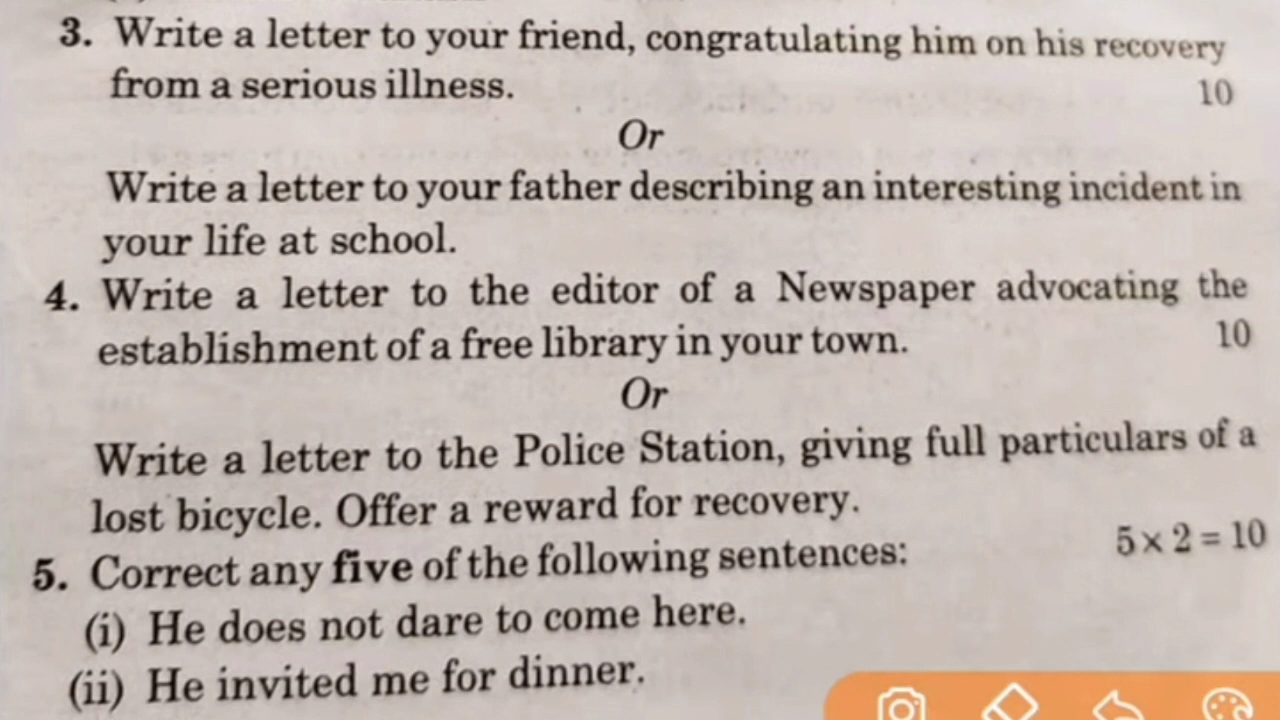 3. Write a letter to your friend, congratulating him on his recovery
from a serious illness. 10
Or
Write a letter to your father describing an interesting incident in
your life at school.
4. Write a letter to the editor of a Newspaper advocating the
establishment of a free library in your town. 10
Or
Write a letter to the Police Station, giving full particulars of a
lost bicycle. Offer a reward for recovery.
5. Correct any five of the following sentences: 5 × 2 = 10
(i) He does not dare to come here.
(ii) He invited me for dinner.